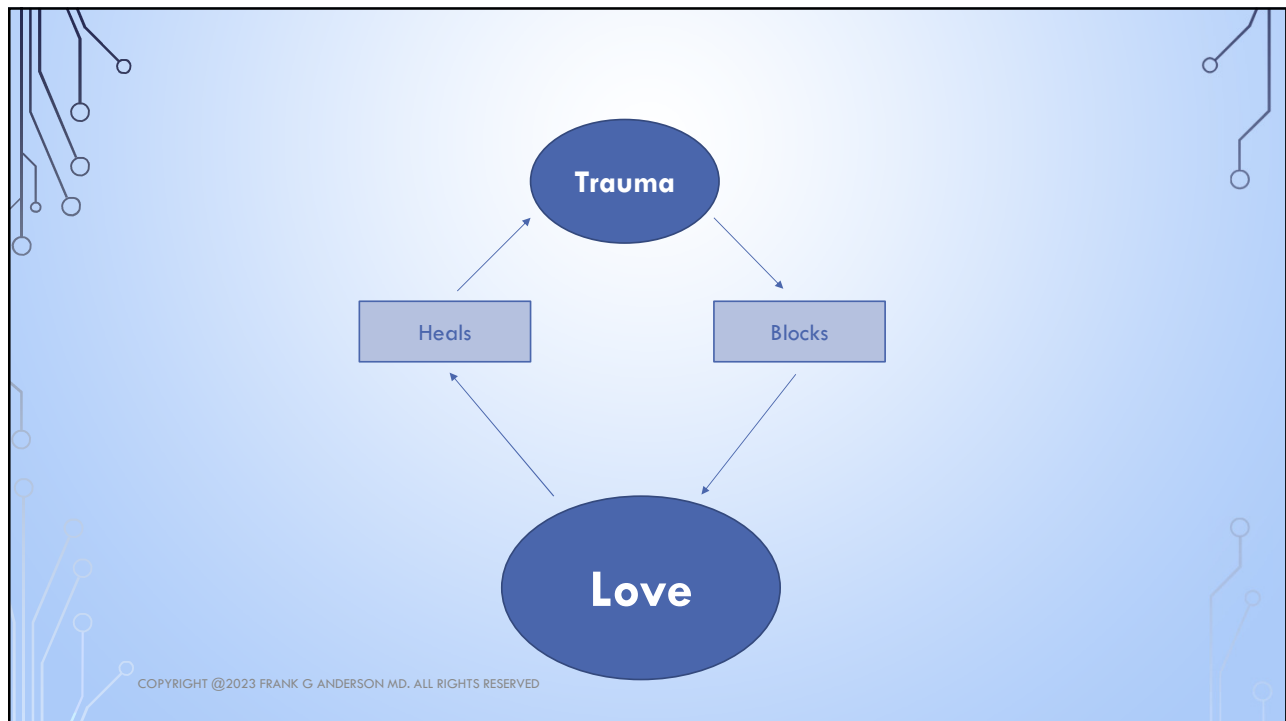 Trauma
Heals
Blocks
Love
COPYRIGHT @2023 FRANK G ANDERSON MD. ALL RIGHTS RESERVED